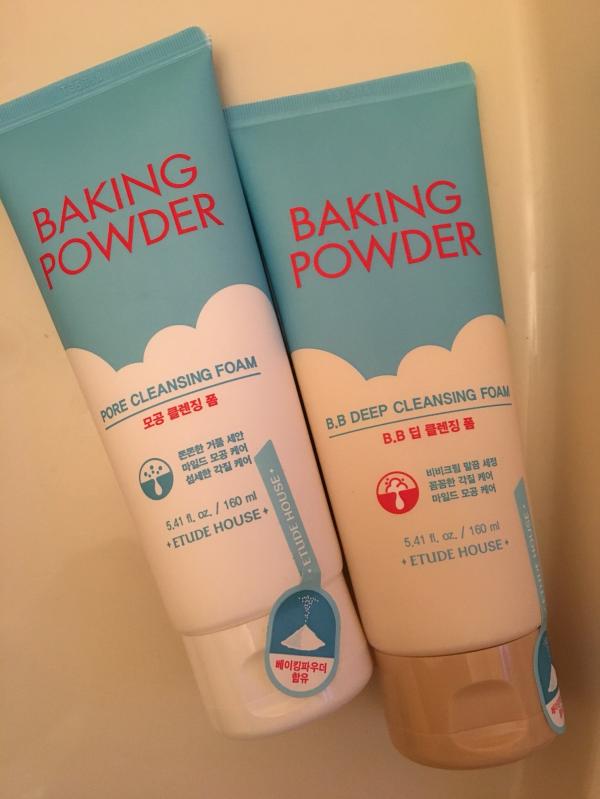 BAKING
POWDER
PORE CLEANSING FOAM
모공 클렌징 폼
쫀쫀한 거품 세안
마일드 모공 케어
섬세한 각질 케어
5.41 fl. oz. / 160 ml
ETUDE HOUSE
ETUDE HOUSE
베이킹파우더
함유
BAKING
POWDER
B.B DEEP CLEANSING FOAM
B.B 딥 클렌징 폼
비비크림 말끔 세정
꼼꼼한 각질 케어
마일드 모공 케어
5.41 fl. oz. / 160 ml
ETUDE HOUSE